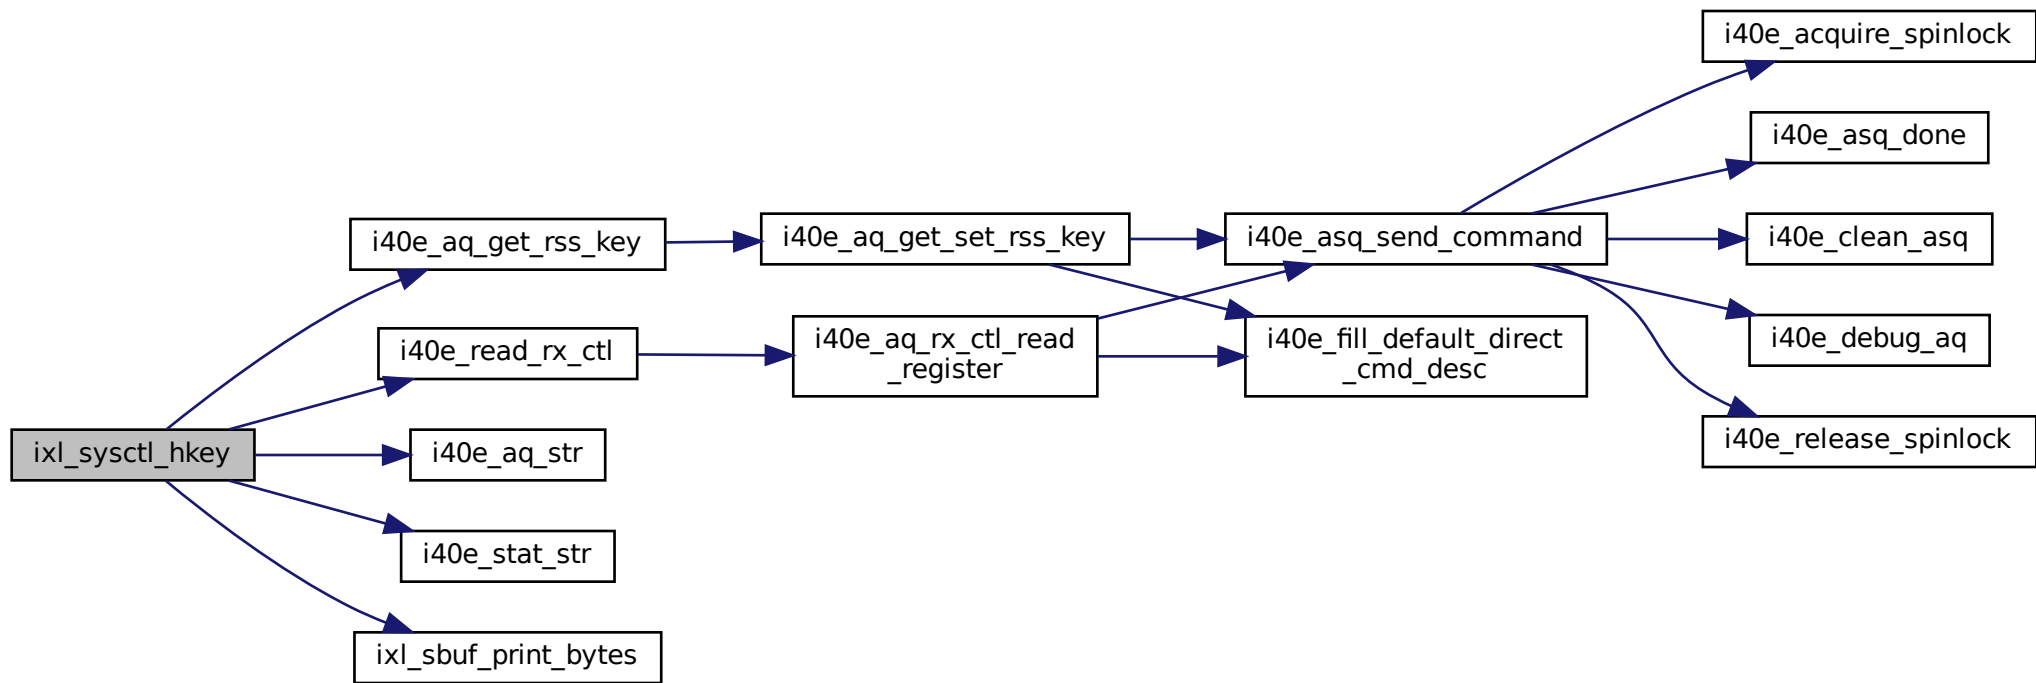 ixl_sysctl_hkey
i40e_aq_get_rss_key
i40e_read_rx_ctl
i40e_aq_str
i40e_stat_str
ixl_sbuf_print_bytes
i40e_aq_get_set_rss_key
i40e_aq_rx_ctl_read
_register
i40e_asq_send_command
i40e_fill_default_direct
_cmd_desc
i40e_acquire_spinlock
i40e_asq_done
i40e_clean_asq
i40e_debug_aq
i40e_release_spinlock